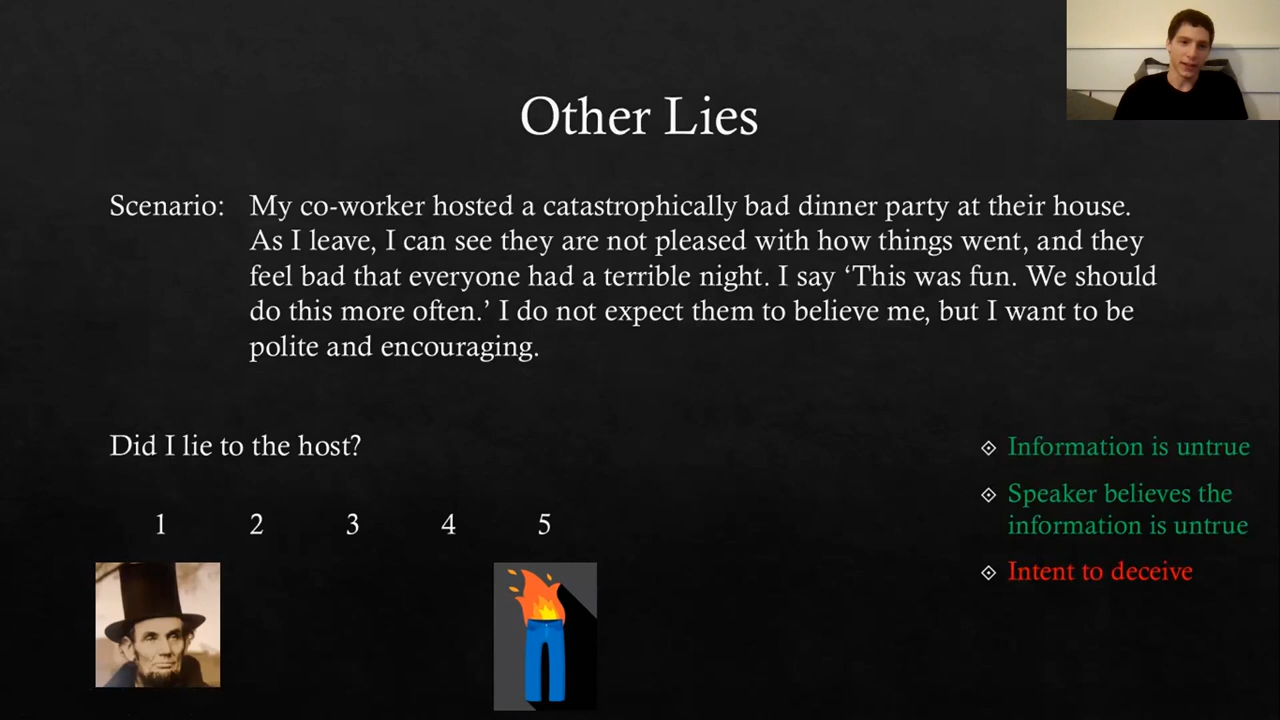 Other Lies
Scenario: My co-worker hosted a catastrophically bad dinner party at their house.
As I leave, I can see they are not pleased with how things went, and they
feel bad that everyone had a terrible night. I say ‘This was fun. We should
do this more often.’ I do not expect them to believe me, but I want to be
polite and encouraging.
Did I lie to the host?
1 2 3 4 5
Information is untrue
Speaker believes the
information is untrue
Intent to deceive